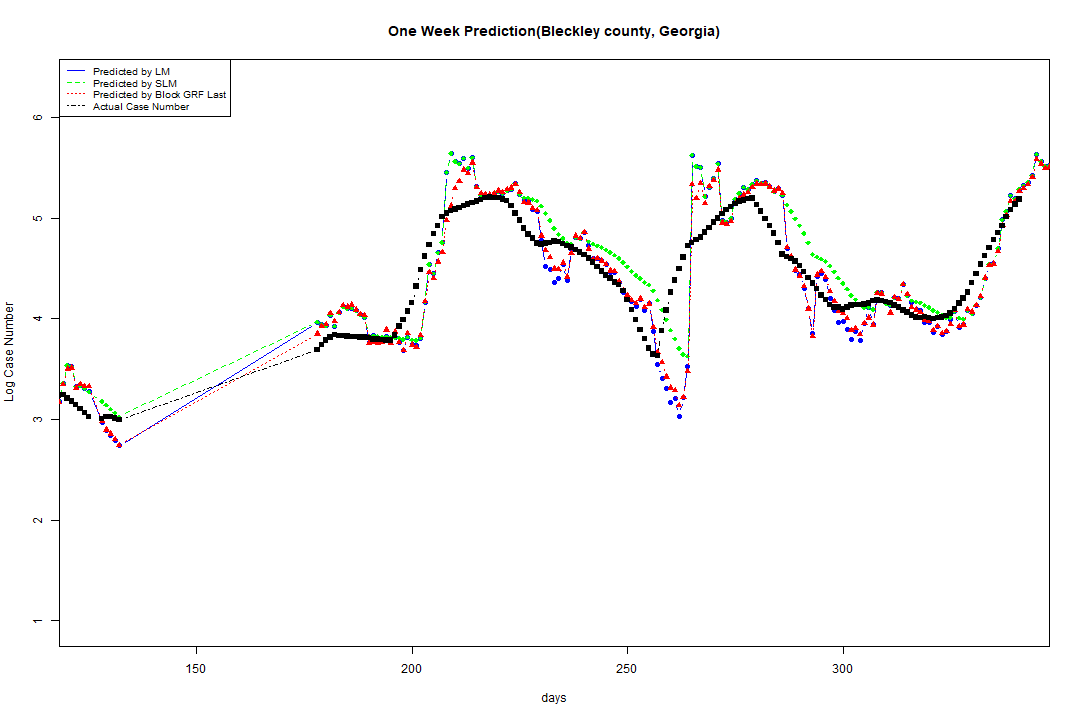 One Week Prediction(Bleckley county, Georgia)
Predicted by LM
Predicted by SLM
Predicted by Block GRF Last
Actual Case Number
6
5
4
3
2
1
Log Case Number
150
200
250
300
days